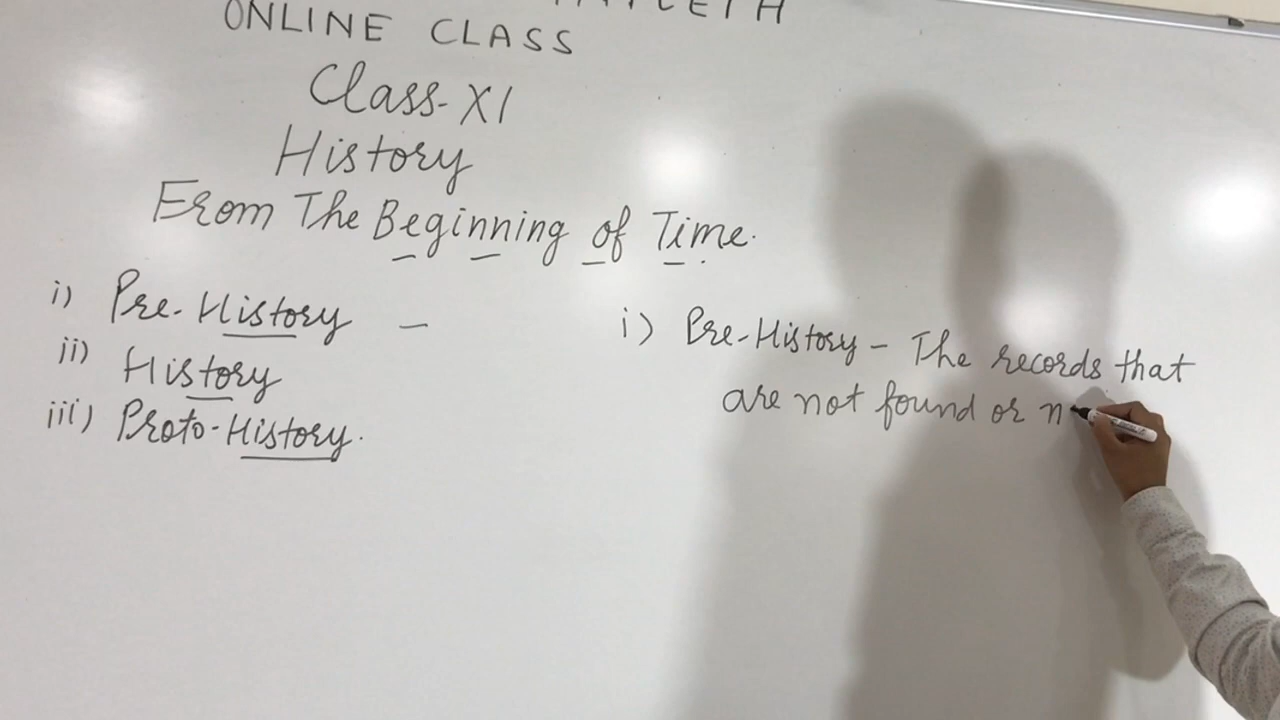 ONLINE CLASS
Class-XI
History
From The Beginning of Time.
i) Pre-History -
ii) History
iii) Proto-History.
i) Pre-History - The records that
are not found or n